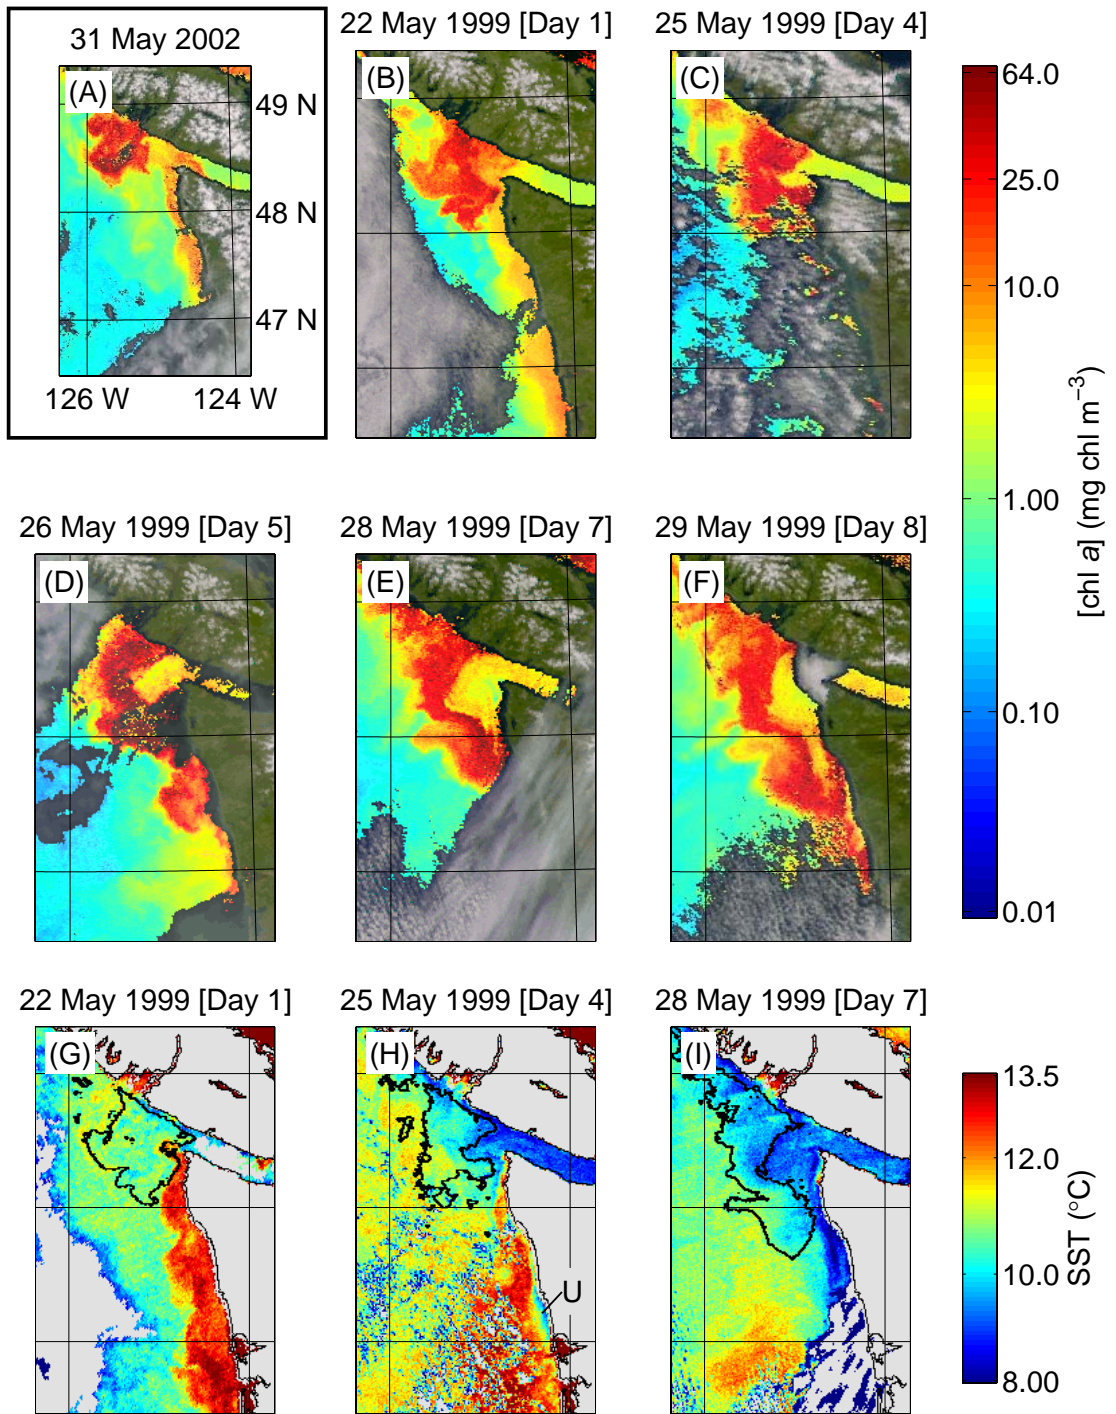 31 May 2002
(A)
49 N
48 N
47 N
126 W
124 W
22 May 1999 [Day 1]
(B)
25 May 1999 [Day 4]
(C)
64.0
25.0
10.0
1.00
0.10
0.01
[chl a] (mg chl m−3)
26 May 1999 [Day 5]
(D)
28 May 1999 [Day 7]
(E)
29 May 1999 [Day 8]
(F)
22 May 1999 [Day 1]
(G)
25 May 1999 [Day 4]
(H)
U
28 May 1999 [Day 7]
(I)
13.5
12.0
10.0
8.00
SST (°C)